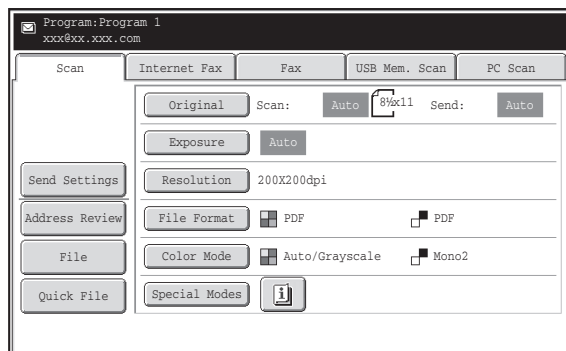 Program:Program 1
xxx@xx.xxx.com
Scan Internet Fax Fax USB Mem. Scan PC Scan
Original Scan: Auto 8½x11 Send: Auto
Exposure Auto
Send Settings Resolution 200X200dpi
Address Review File Format PDF PDF
File Color Mode Auto/Grayscale Mono2
Quick File Special Modes